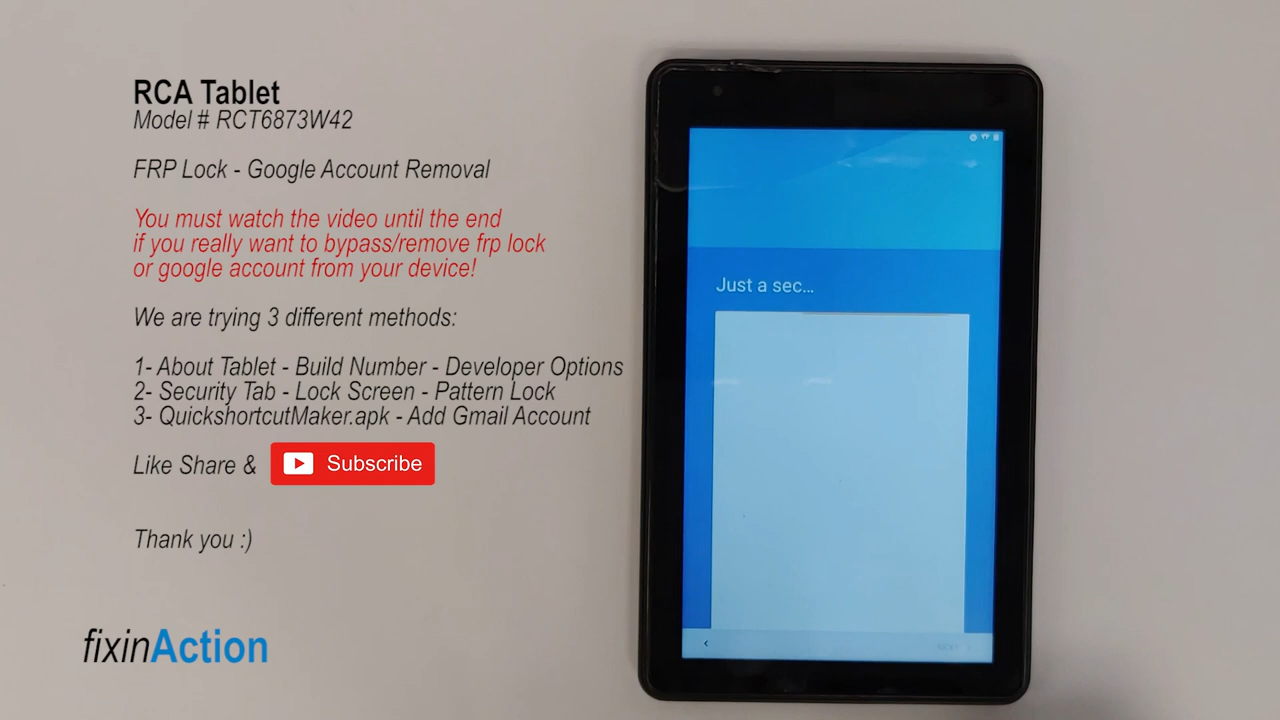 RCA Tablet
Model # RCT6873W42
FRP Lock - Google Account Removal
You must watch the video until the end
if you really want to bypass/remove frp lock
or google account from your device!
We are trying 3 different methods:
1- About Tablet - Build Number - Developer Options
2- Security Tab - Lock Screen - Pattern Lock
3- QuickshortcutMaker.apk - Add Gmail Account
Like Share & Subscribe
Thank you :)
fixinAction
Just a sec...
NEXT